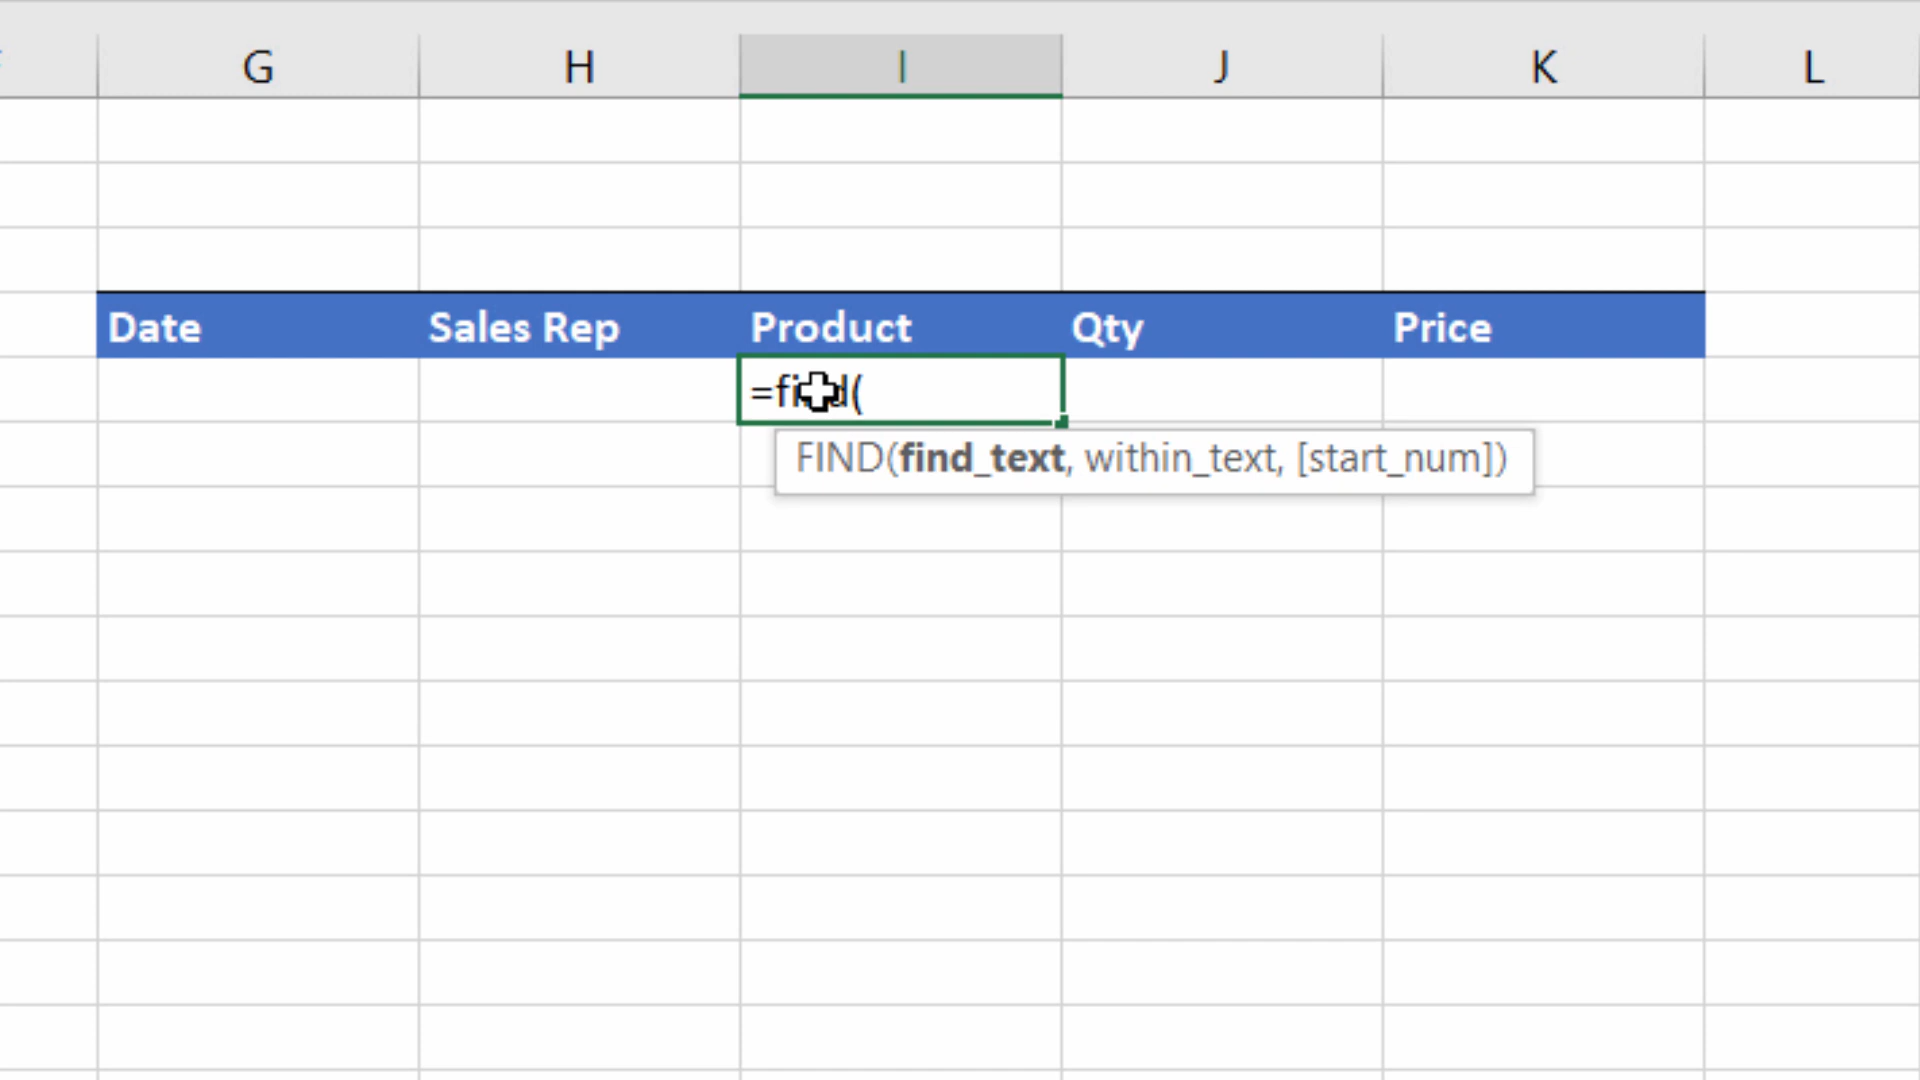 G H I J K L
Date Sales Rep Product Qty Price
=find(
FIND(find_text, within_text, [start_num])